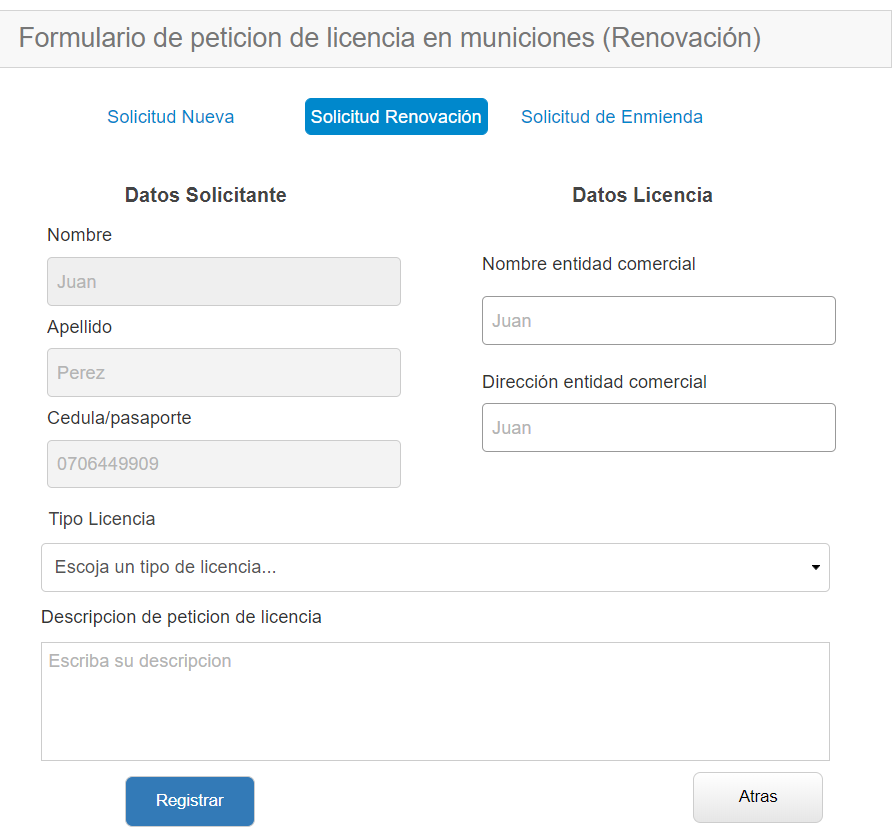 Formulario de peticion de licencia en municiones (Renovación)
Solicitud Nueva
Solicitud Renovación
Solicitud de Enmienda
Datos Solicitante
Nombre
Juan
Apellido
Perez
Cedula/pasaporte
0706449909
Datos Licencia
Nombre entidad comercial
Juan
Dirección entidad comercial
Juan
Tipo Licencia
Escoja un tipo de licencia...
Descripcion de peticion de licencia
Escriba su descripcion
Registrar
Atras